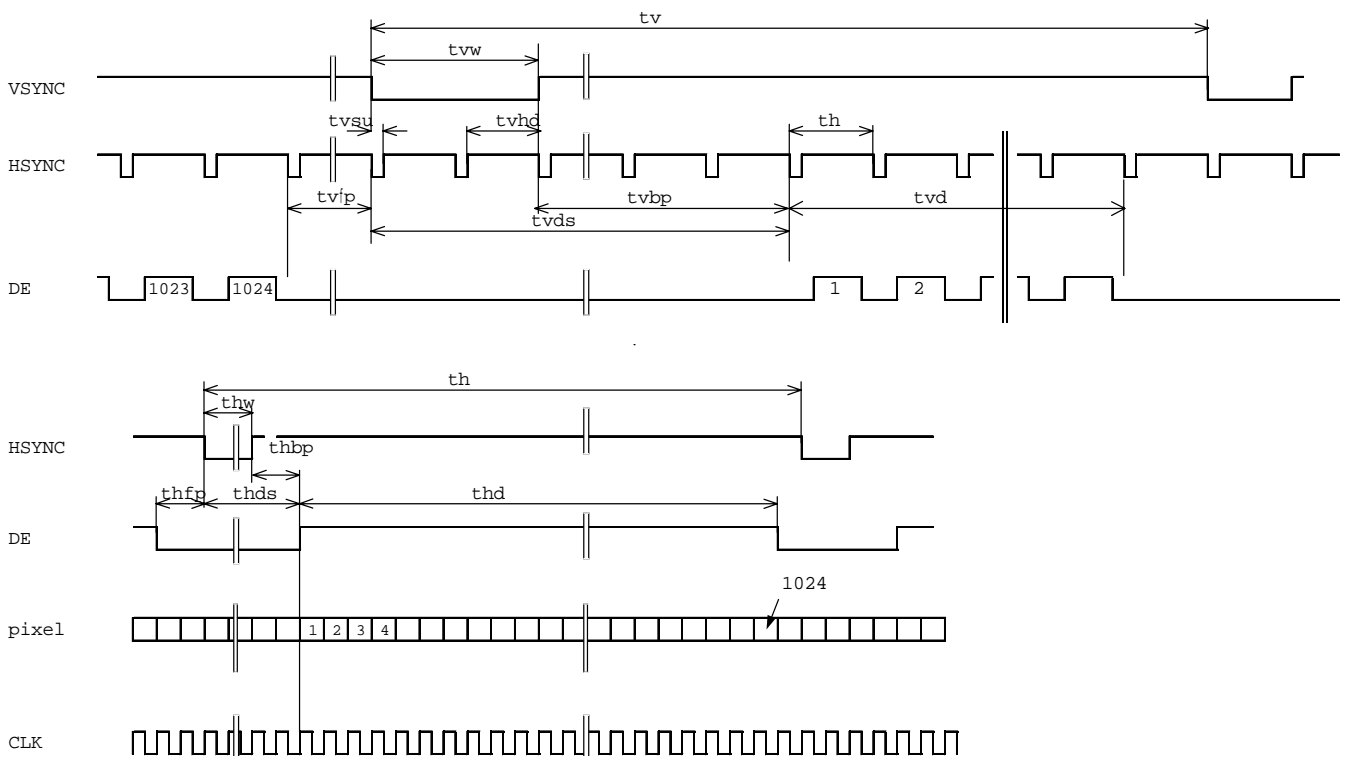 tv
tvw
VSYNC
tvsu
tvhd
th
HSYNC
tvfp
tvbp
tvd
tvds
DE
1023
1024
1
2
th
thw
HSYNC
thbp
thfp
thds
thd
DE
1024
pixel
1 2 3 4
CLK